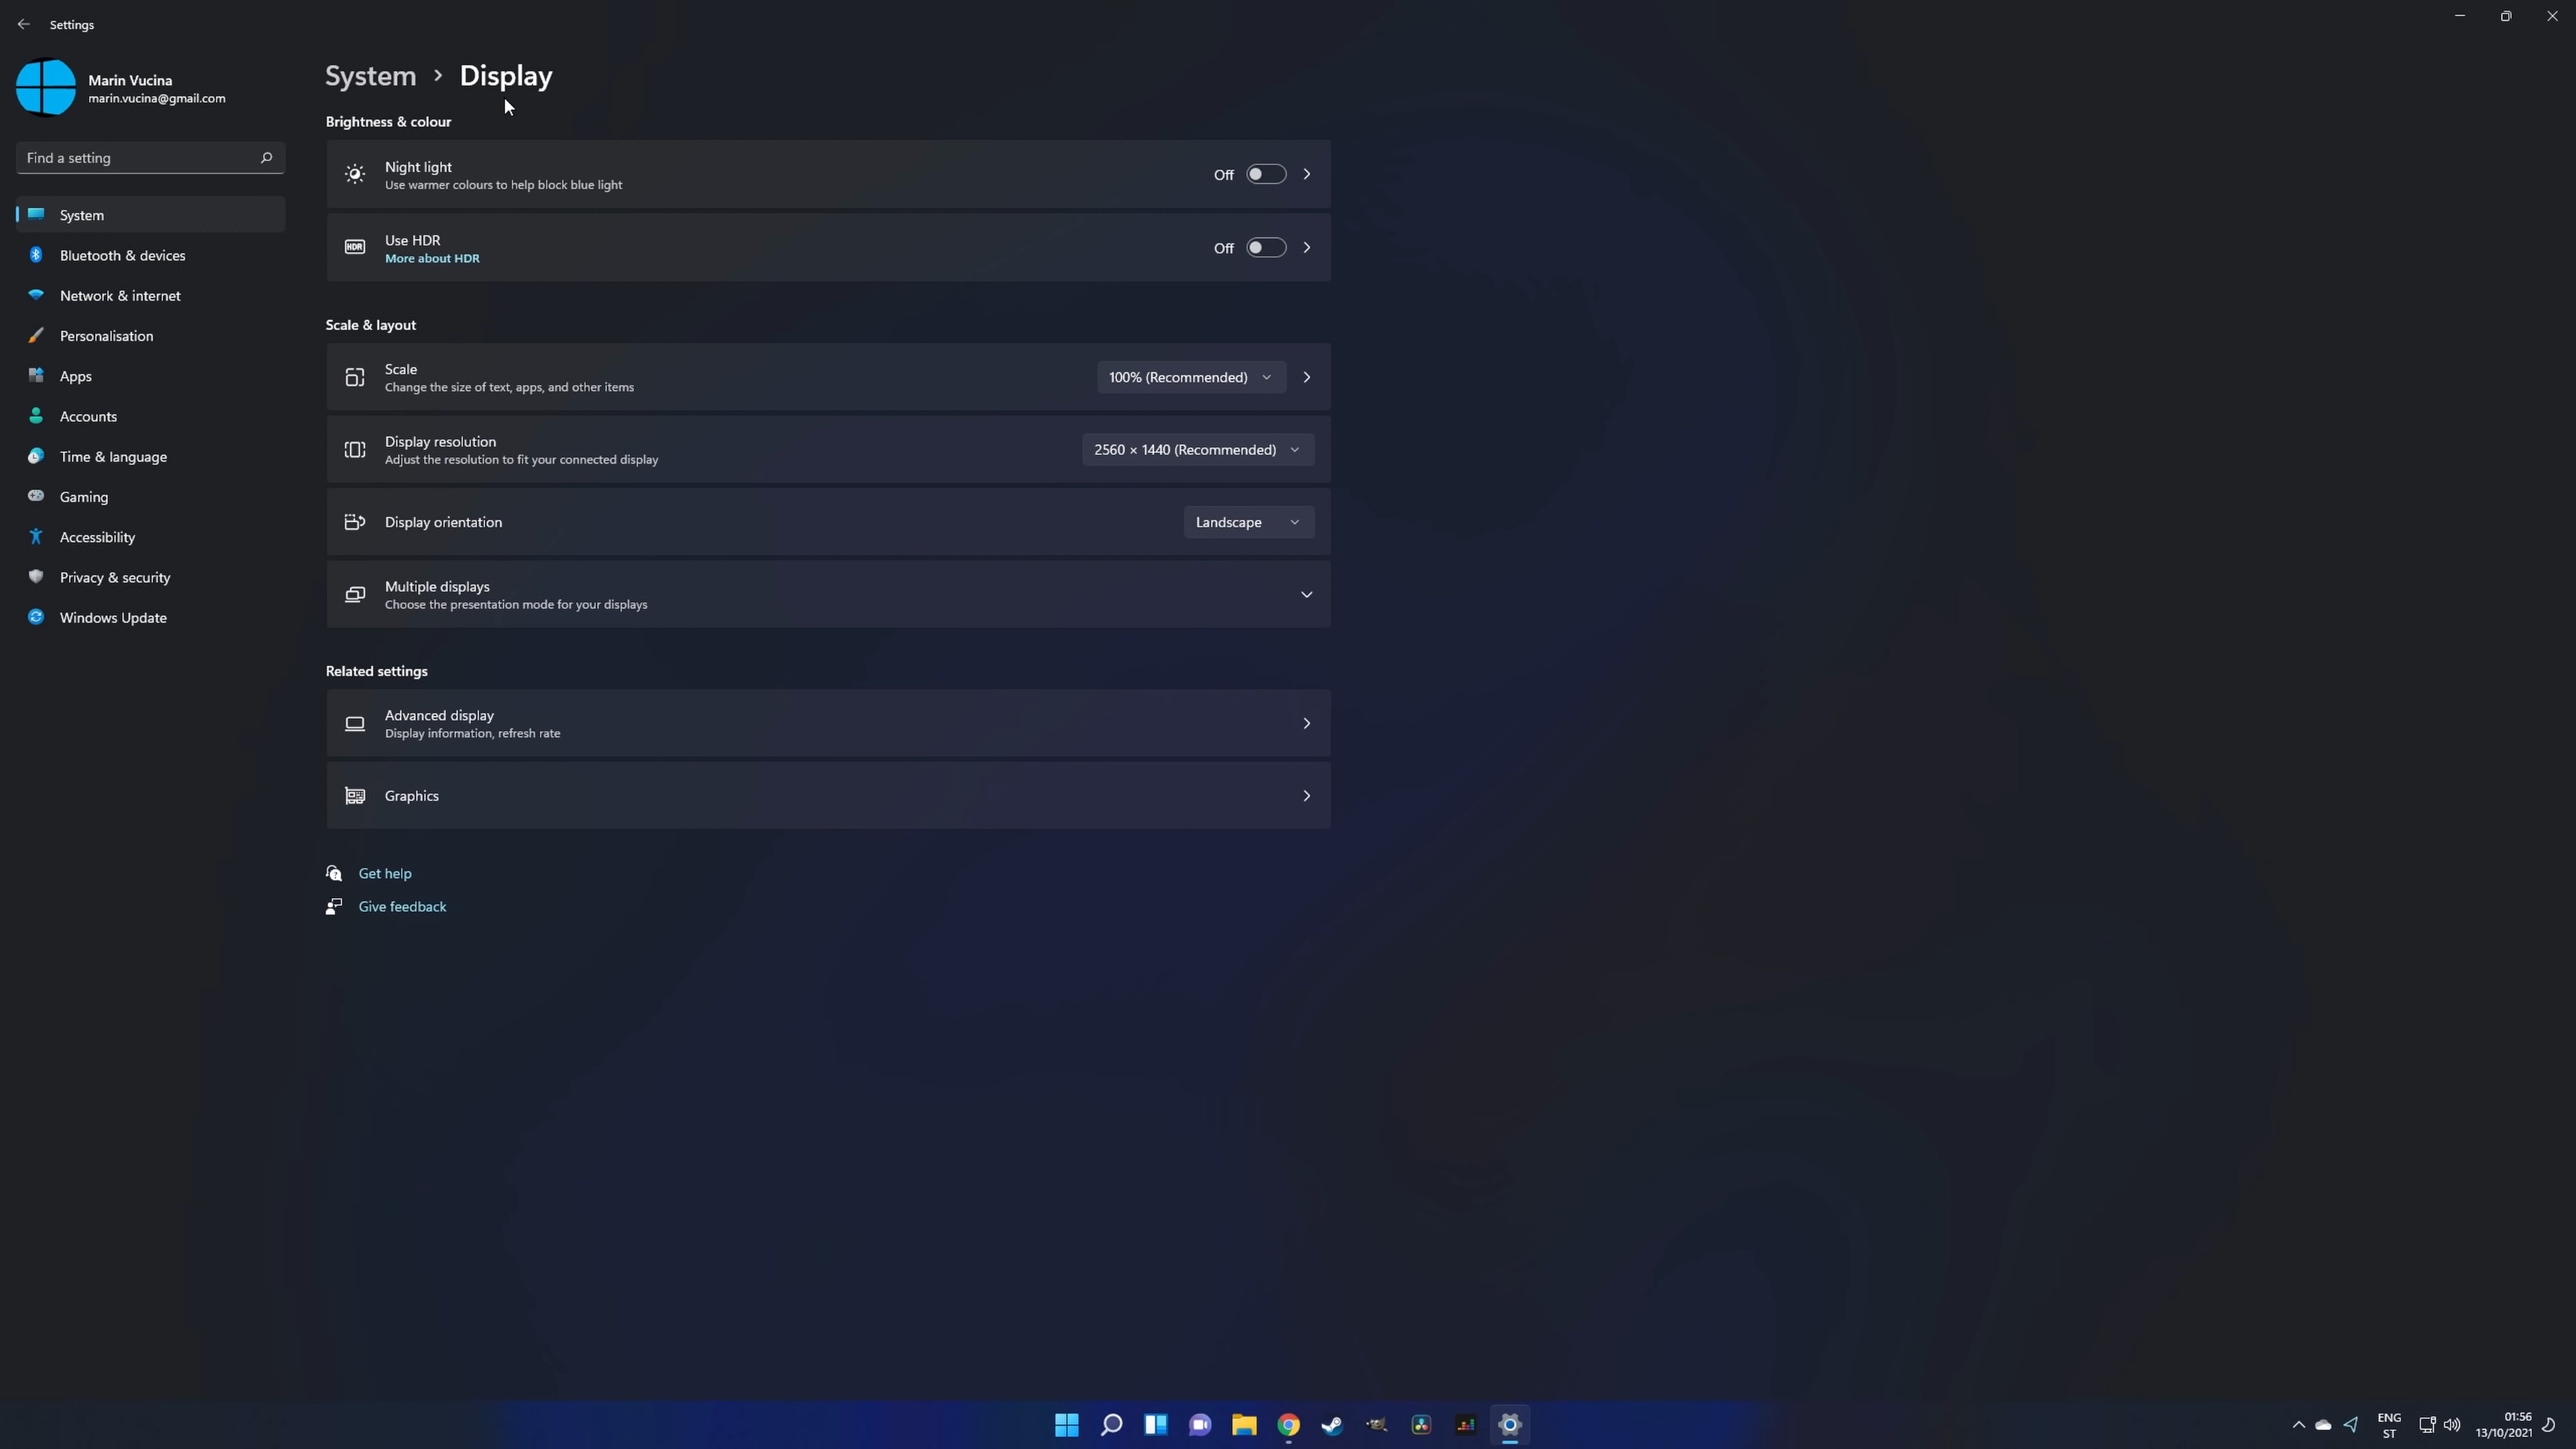 Settings
Marin Vucina
marin.vucina@gmail.com
Find a setting
System
Bluetooth & devices
Network & internet
Personalisation
Apps
Accounts
Time & language
Gaming
Accessibility
Privacy & security
Windows Update
System > Display
Brightness & colour
Night light
Use warmer colours to help block blue light
Off
HDR
Use HDR
More about HDR
Off
Scale & layout
Scale
Change the size of text, apps, and other items
100% (Recommended)
Display resolution
Adjust the resolution to fit your connected display
2560 × 1440 (Recommended)
Display orientation
Landscape
Multiple displays
Choose the presentation mode for your displays
Related settings
Advanced display
Display information, refresh rate
Graphics
Get help
Give feedback
ENG
ST
01:56
13/10/2021